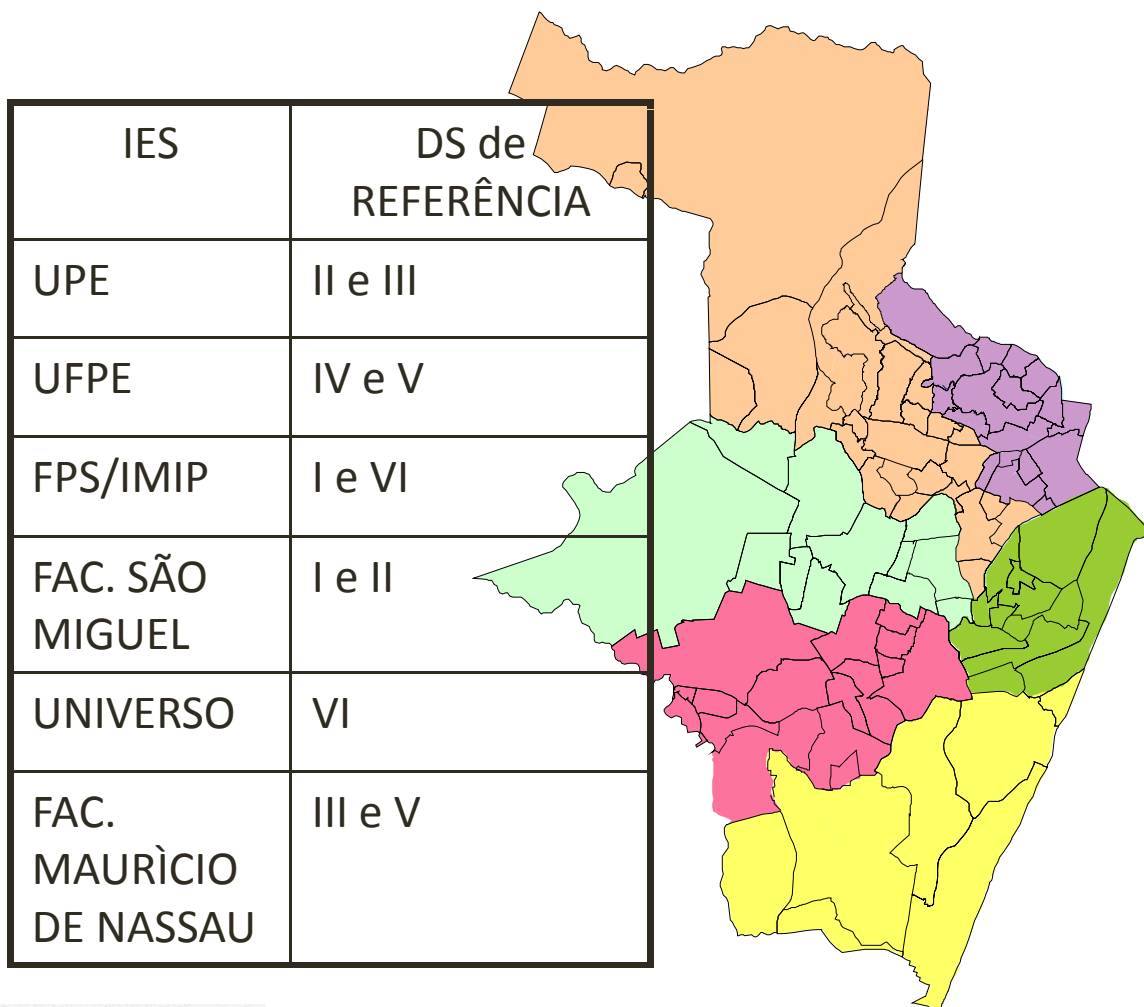 IES
DS de
REFERÊNCIA
UPE
II e III
UFPE
IV e V
FPS/IMIP
I e VI
FAC. SÃO
MIGUEL
I e II
UNIVERSO
VI
FAC.
MAURÌCIO
DE NASSAU
III e V